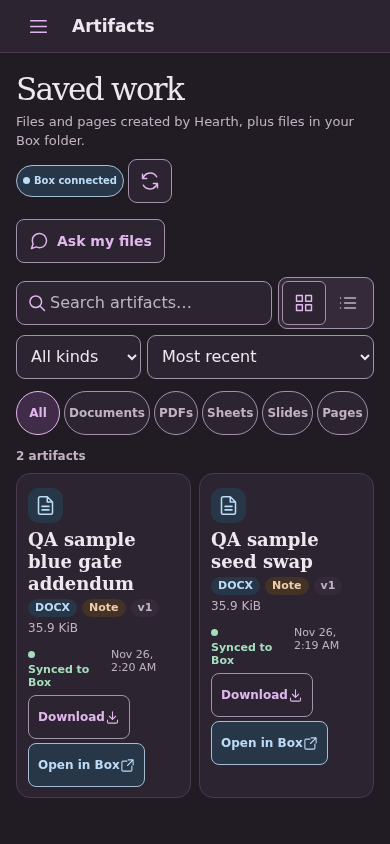 Artifacts
Saved work
Files and pages created by Hearth, plus files in your
Box folder.
Box connected
Ask my files
Search artifacts...
All kinds
Most recent
All
Documents
PDFs
Sheets
Slides
Pages
2 artifacts
QA sample
blue gate
addendum
DOCX Note v1
35.9 KiB
Synced to
Box
Nov 26,
2:20 AM
Download
Open in Box
QA sample
seed swap
DOCX Note v1
35.9 KiB
Synced to
Box
Nov 26,
2:19 AM
Download
Open in Box